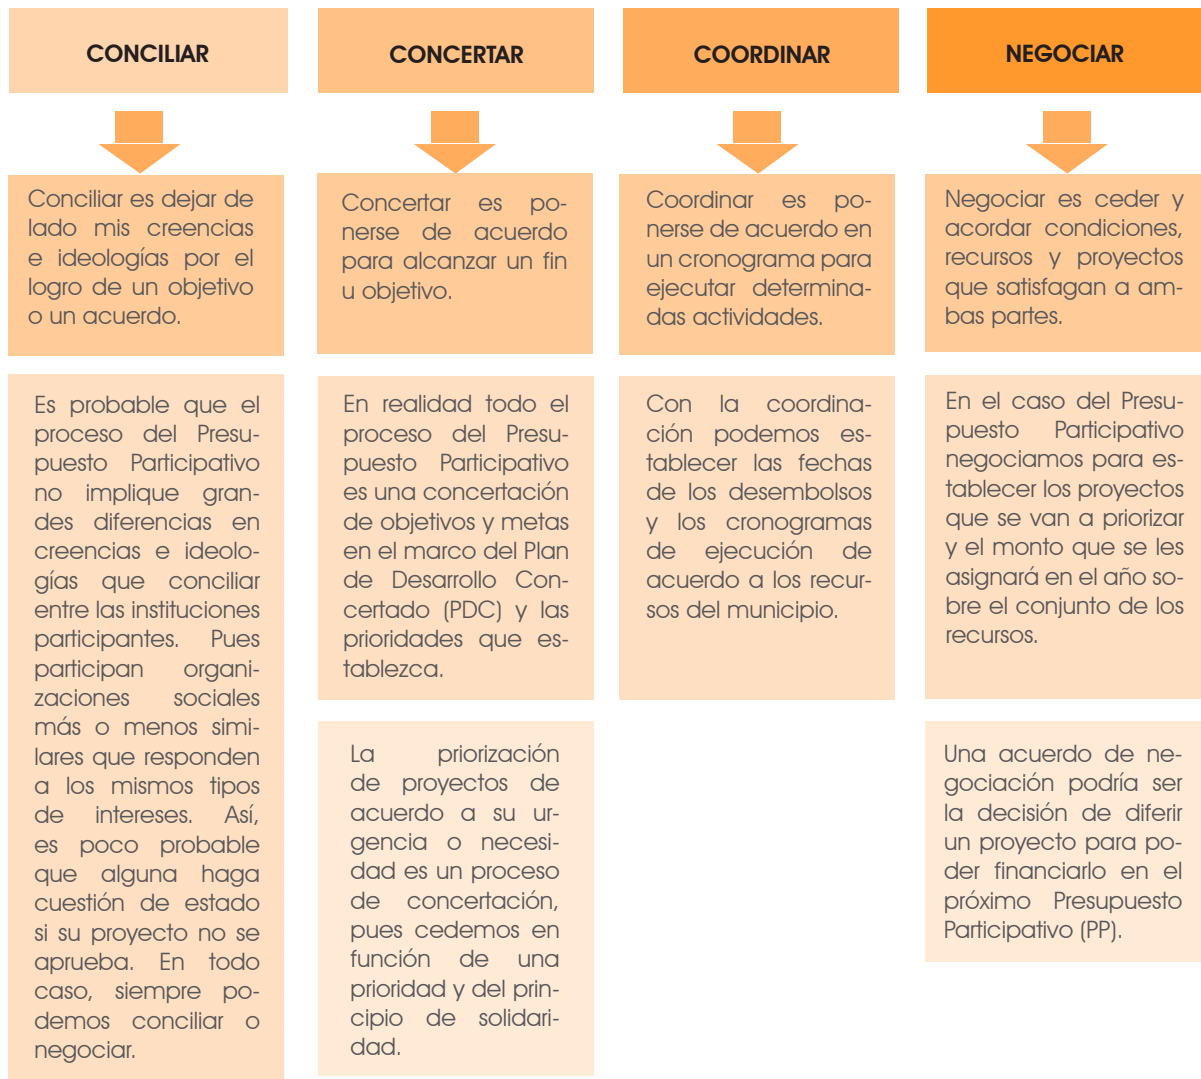 CONCILIAR
Conciliar es dejar de
lado mis creencias
e ideologías por el
logro de un objetivo
o un acuerdo.
Es probable que el
proceso del Presu-
puesto Participativo
no implique gran-
des diferencias en
creencias e ideolo-
gías que conciliar
entre las instituciones
participantes. Pues
participan organi-
zaciones sociales
más o menos simi-
lares que responden
a los mismos tipos
de intereses. Así,
es poco probable
que alguna haga
cuestión de estado
si su proyecto no se
aprueba. En todo
caso, siempre po-
demos conciliar o
negociar.
CONCERTAR
Concertar es po-
nerse de acuerdo
para alcanzar un fin
u objetivo.
En realidad todo el
proceso del Presu-
puesto Participativo
es una concertación
de objetivos y metas
en el marco del Plan
de Desarrollo Con-
certado (PDC) y las
prioridades que es-
tablezca.
La priorización
de proyectos de
acuerdo a su ur-
gencia o necesi-
dad es un proceso
de concertación,
pues cedemos en
función de una
prioridad y del prin-
cipio de solidari-
dad.
COORDINAR
Coordinar es po-
nerse de acuerdo en
un cronograma para
ejecutar determina-
das actividades.
Con la coordina-
ción podemos es-
tablecer las fechas
de los desembolsos
y los cronogramas
de ejecución de
acuerdo a los recur-
sos del municipio.
NEGOCIAR
Negociar es ceder y
acordar condiciones,
recursos y proyectos
que satisfagan a am-
bas partes.
En el caso del Presu-
puesto Participativo
negociamos para es-
tablecer los proyectos
que se van a priorizar
y el monto que se les
asignará en el año so-
bre el conjunto de los
recursos.
Una acuerdo de ne-
gociación podría ser
la decisión de diferir
un proyecto para po-
der financiarlo en el
próximo Presupuesto
Participativo (PP).